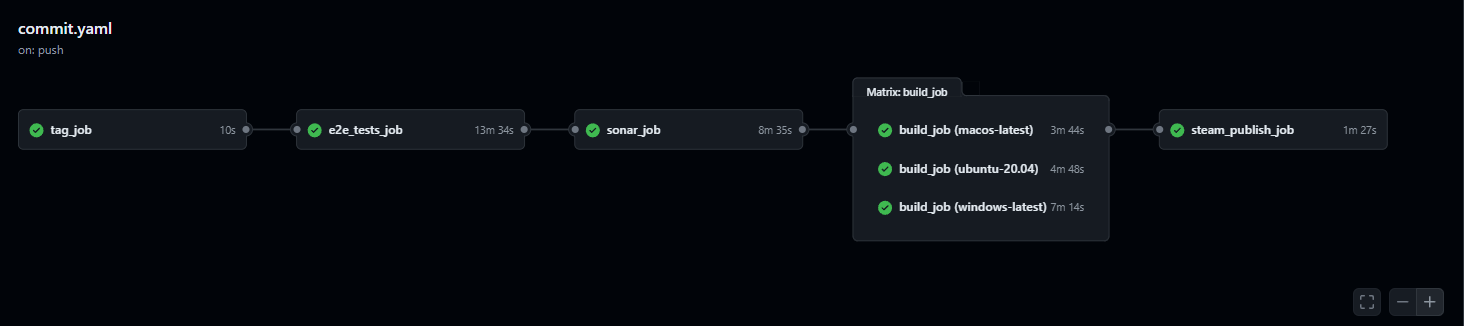 commit.yaml
on: push
tag_job 10s
e2e_tests_job 13m 34s
sonar_job 8m 35s
Matrix: build_job
build_job (macos-latest) 3m 44s
build_job (ubuntu-20.04) 4m 48s
build_job (windows-latest) 7m 14s
steam_publish_job 1m 27s